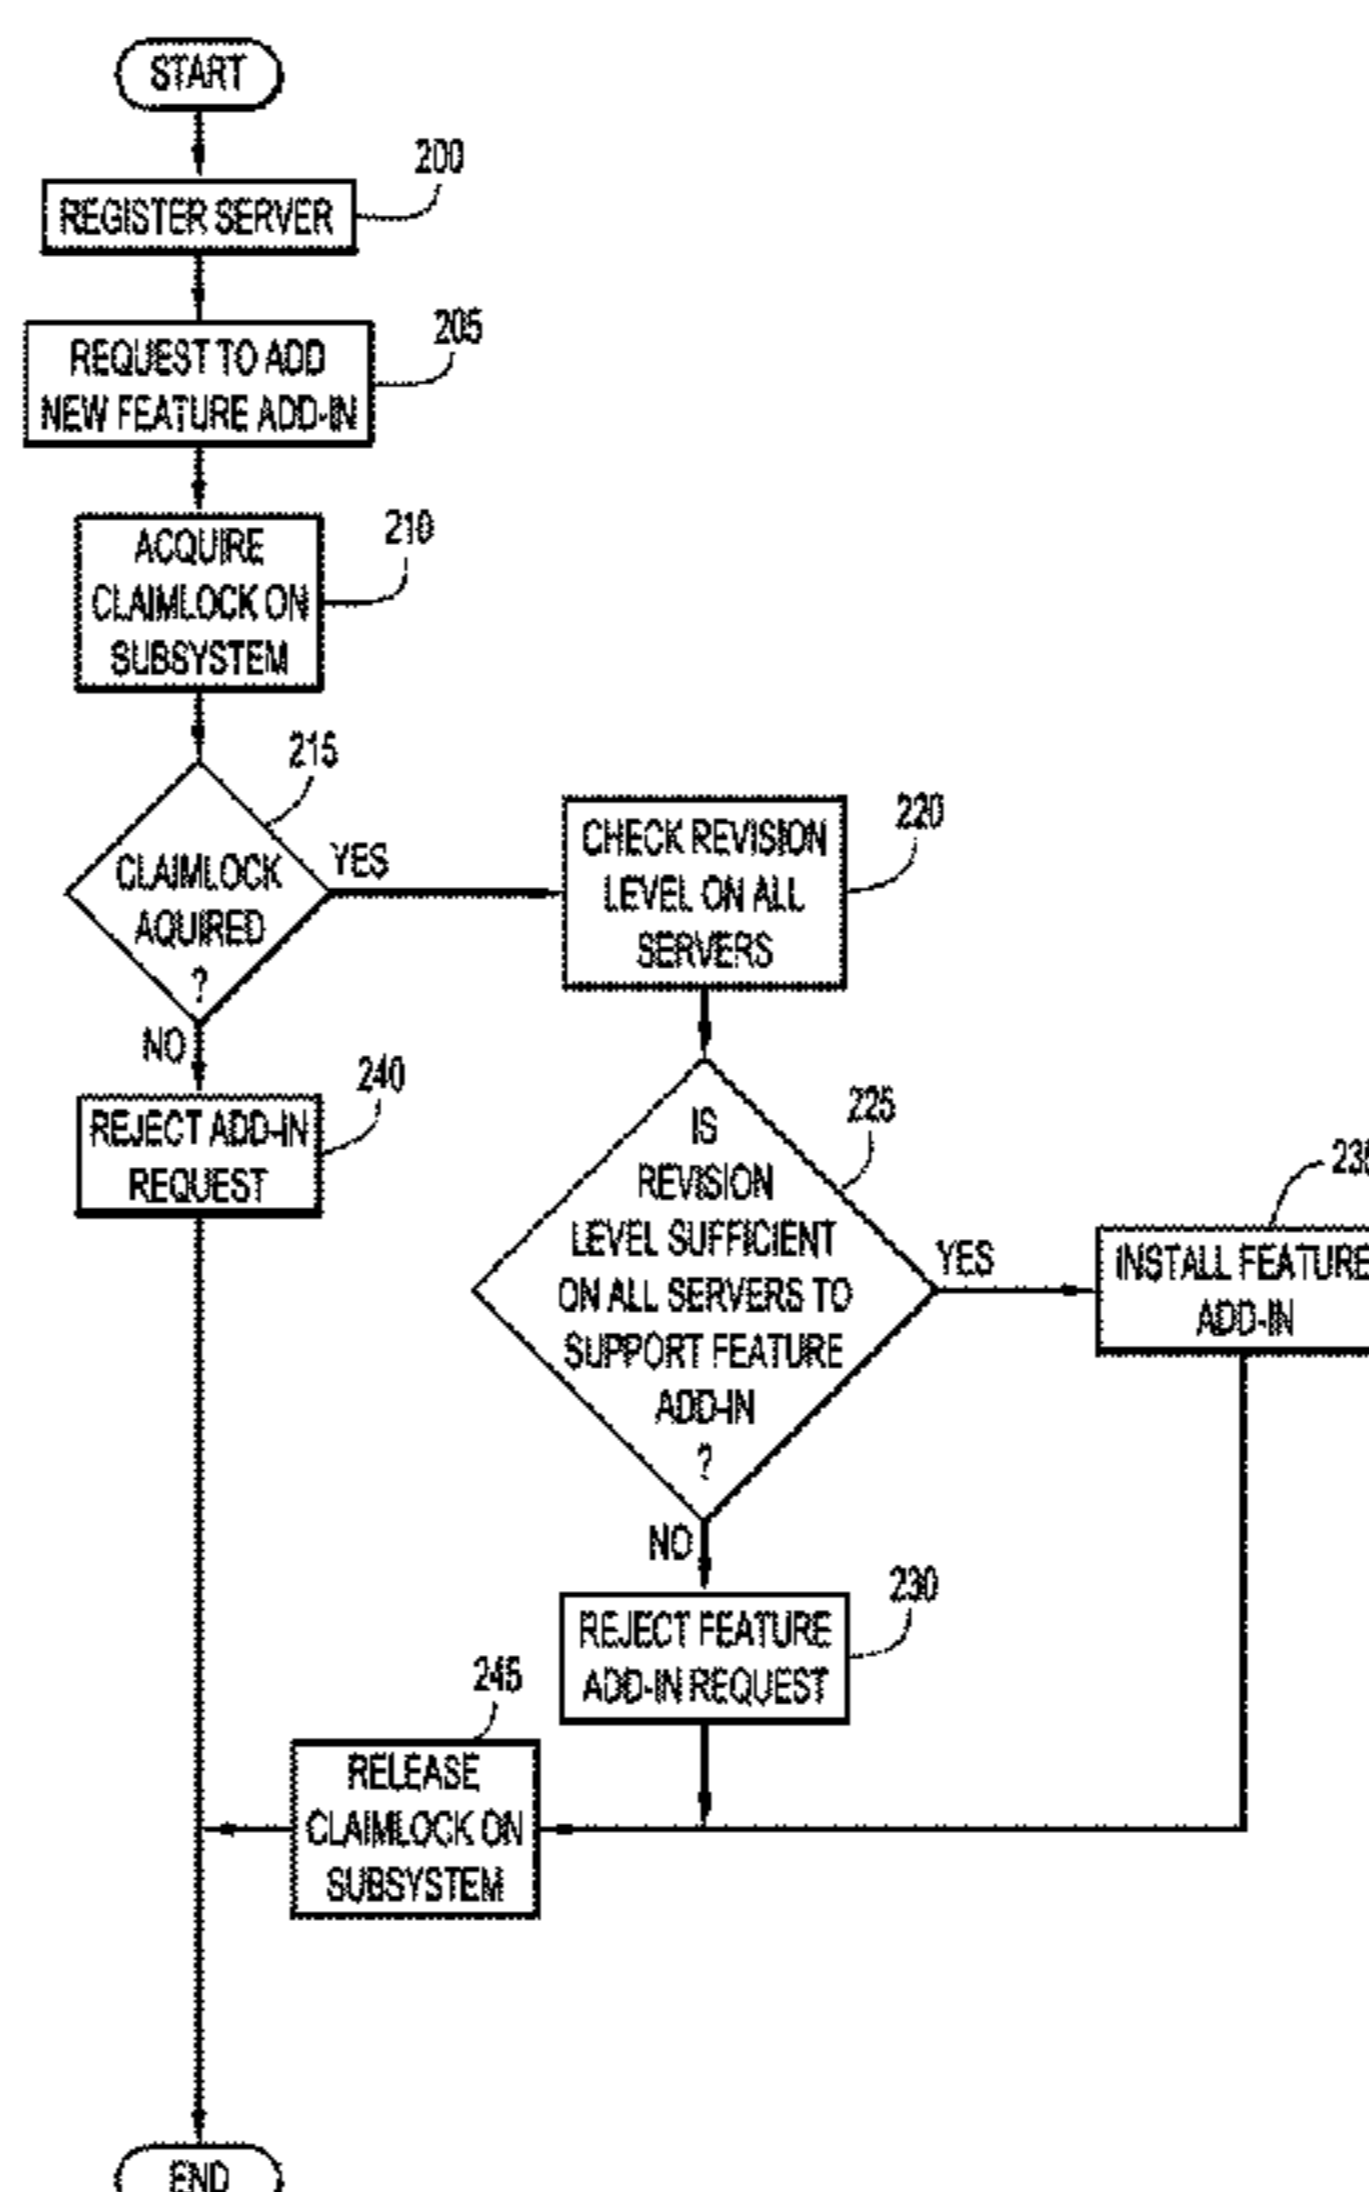 START
200
REGISTER SERVER
205
REQUEST TO ADD
NEW FEATURE ADD-IN
210
ACQUIRE
CLAIMLOCK ON
SUBSYSTEM
215
CLAIMLOCK
AQUIRED
?
YES
NO
220
CHECK REVISION
LEVEL ON ALL
SERVERS
240
REJECT ADD-IN
REQUEST
225
IS
REVISION
LEVEL SUFFICIENT
ON ALL SERVERS TO
SUPPORT FEATURE
ADD-IN
?
YES
NO
235
INSTALL FEATURE
ADD-IN
230
REJECT FEATURE
ADD-IN REQUEST
245
RELEASE
CLAIMLOCK ON
SUBSYSTEM
END